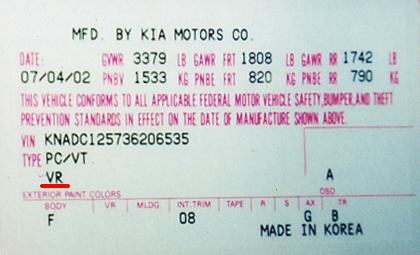 MFD. BY KIA MOTORS CO.
DATE: GVWR 3379 LB GAWR FRT 1808 LB GAWR RR 1742 LB
07/04/02 PNBV 1533 KG PNBE FRT 820 KG PNBE RR 790 KG
THIS VEHICLE CONFORMS TO ALL APPLICABLE FEDERAL MOTOR VEHICLE SAFETY, BUMPER, AND THEFT
PREVENTION STANDARDS IN EFFECT ON THE DATE OF MANUFACTURE SHOWN ABOVE.
VIN KNADC125736206535
TYPE PC/VT
VR A
EXTERIOR PAINT COLORS DSO
BODY VR MLDG INT.TRIM TAPE R S AX TR
F 08 G B
MADE IN KOREA